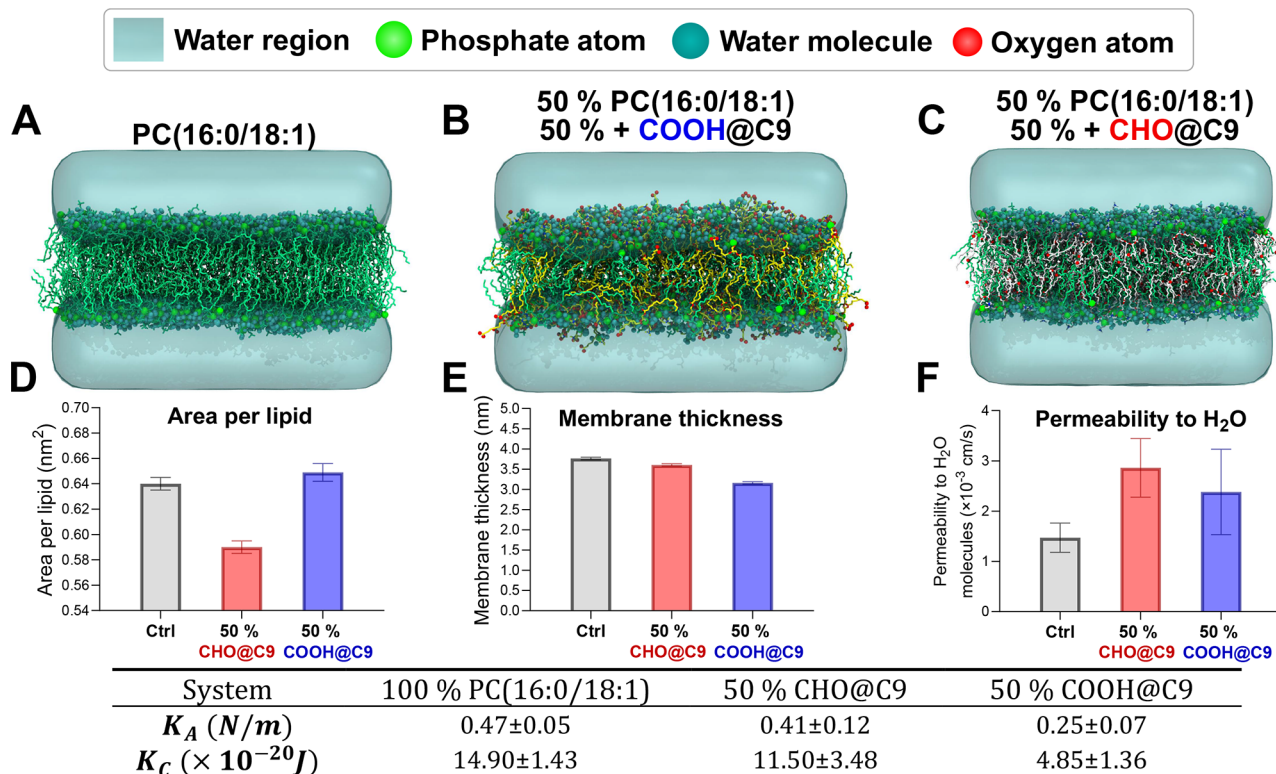 Water region Phosphate atom Water molecule Oxygen atom
A
PC(16:0/18:1)
B
50 % PC(16:0/18:1)
50 % + COOH@C9
C
50 % PC(16:0/18:1)
50 % + CHO@C9
D
Area per lipid
Area per lipid (nm²)
0.70
0.68
0.66
0.64
0.62
0.60
0.58
0.56
0.54
Ctrl
50 %
CHO@C9
50 %
COOH@C9
E
Membrane thickness
Membrane thickness (nm)
5.0
4.5
4.0
3.5
3.0
2.5
2.0
1.5
1.0
0.5
0.0
Ctrl
50 %
CHO@C9
50 %
COOH@C9
F
Permeability to H₂O
Permeability to H₂O
molecules (×10⁻³ cm/s)
4
3
2
1
0
Ctrl
50 %
CHO@C9
50 %
COOH@C9
System 100 % PC(16:0/18:1) 50 % CHO@C9 50 % COOH@C9
K_A (N/m) 0.47±0.05 0.41±0.12 0.25±0.07
K_C (× 10⁻²⁰J) 14.90±1.43 11.50±3.48 4.85±1.36